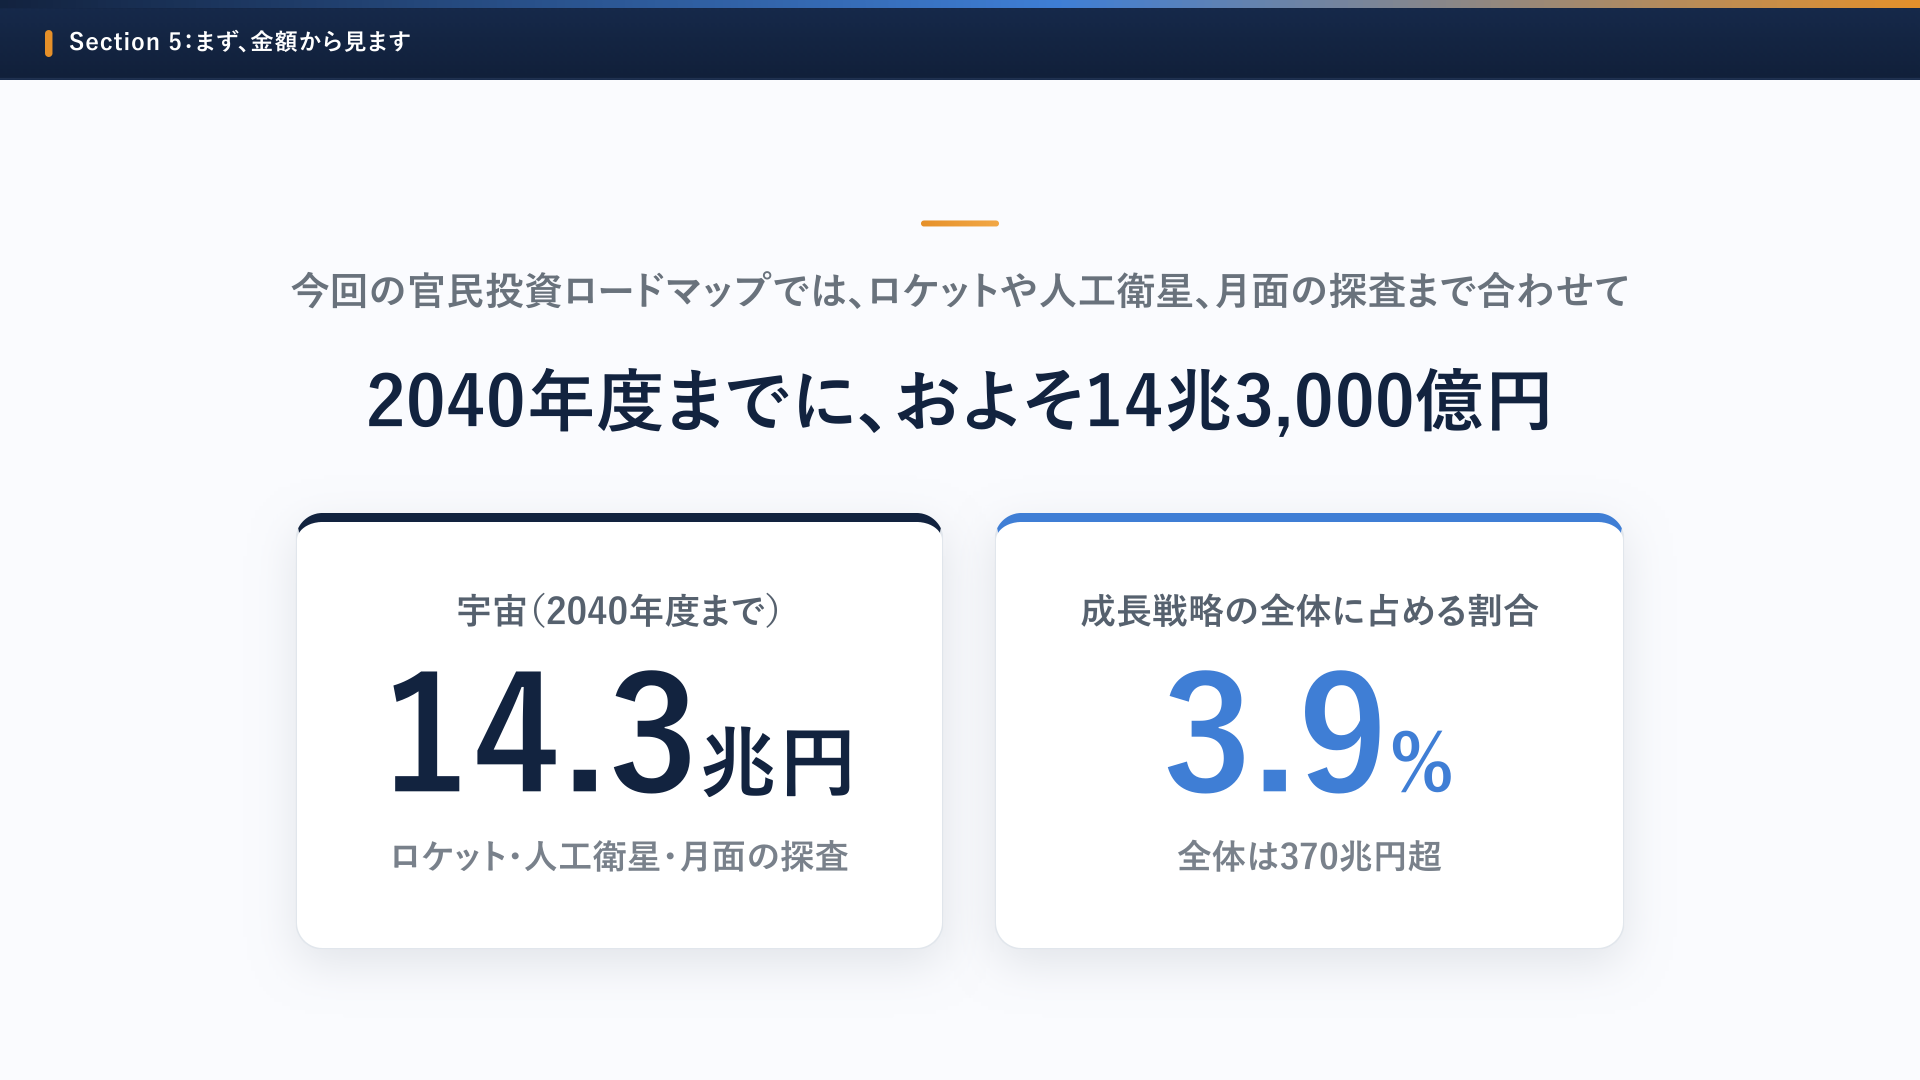 Section 5：まず、金額から見ます
今回の官民投資ロードマップでは、ロケットや人工衛星、月面の探査まで合わせて
2040年度までに、およそ14兆3,000億円
宇宙（2040年度まで）
14.3兆円
ロケット・人工衛星・月面の探査
成長戦略の全体に占める割合
3.9%
全体は370兆円超